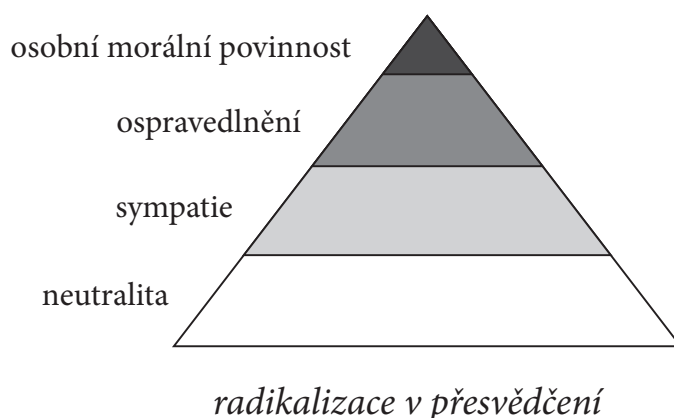 osobní morální povinnost
ospravedlnění
sympatie
neutralita
radikalizace v přesvědčení